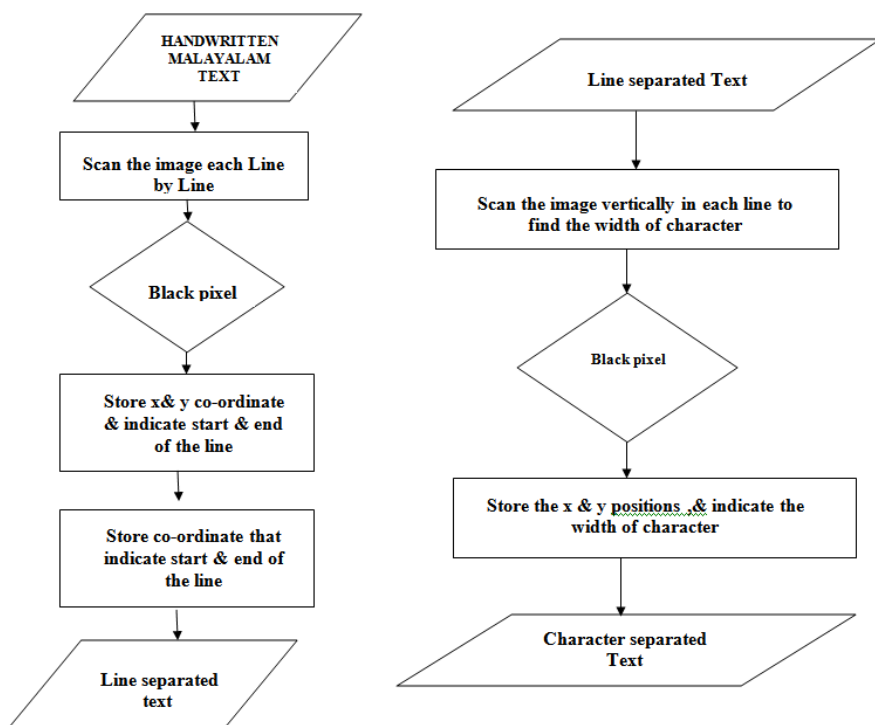 HANDWRITTEN
MALAYALAM
TEXT
Scan the image each Line
by Line
Black pixel
Store x& y co-ordinate
& indicate start & end
of the line
Store co-ordinate that
indicate start & end of
the line
Line separated
text
Line separated Text
Scan the image vertically in each line to
find the width of character
Black pixel
Store the x & y positions ,& indicate the
width of character
Character separated
Text